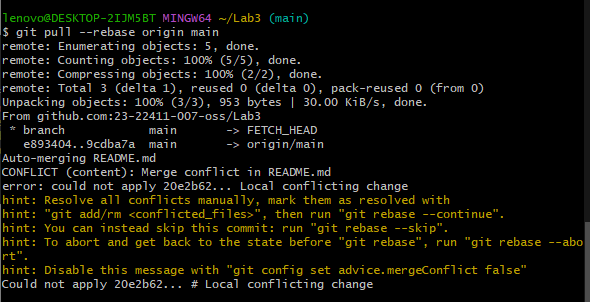 lenovo@DESKTOP-2IJM5BT MINGW64 ~/Lab3 (main)
$ git pull --rebase origin main
remote: Enumerating objects: 5, done.
remote: Counting objects: 100% (5/5), done.
remote: Compressing objects: 100% (2/2), done.
remote: Total 3 (delta 1), reused 0 (delta 0), pack-reused 0 (from 0)
Unpacking objects: 100% (3/3), 953 bytes | 30.00 KiB/s, done.
From github.com:23-22411-007-oss/Lab3
 * branch            main       -> FETCH_HEAD
   e893404..9cdba7a  main       -> origin/main
Auto-merging README.md
CONFLICT (content): Merge conflict in README.md
error: could not apply 20e2b62... Local conflicting change
hint: Resolve all conflicts manually, mark them as resolved with
hint: "git add/rm <conflicted_files>", then run "git rebase --continue".
hint: You can instead skip this commit: run "git rebase --skip".
hint: To abort and get back to the state before "git rebase", run "git rebase --abo
rt".
hint: Disable this message with "git config set advice.mergeConflict false"
Could not apply 20e2b62... # Local conflicting change